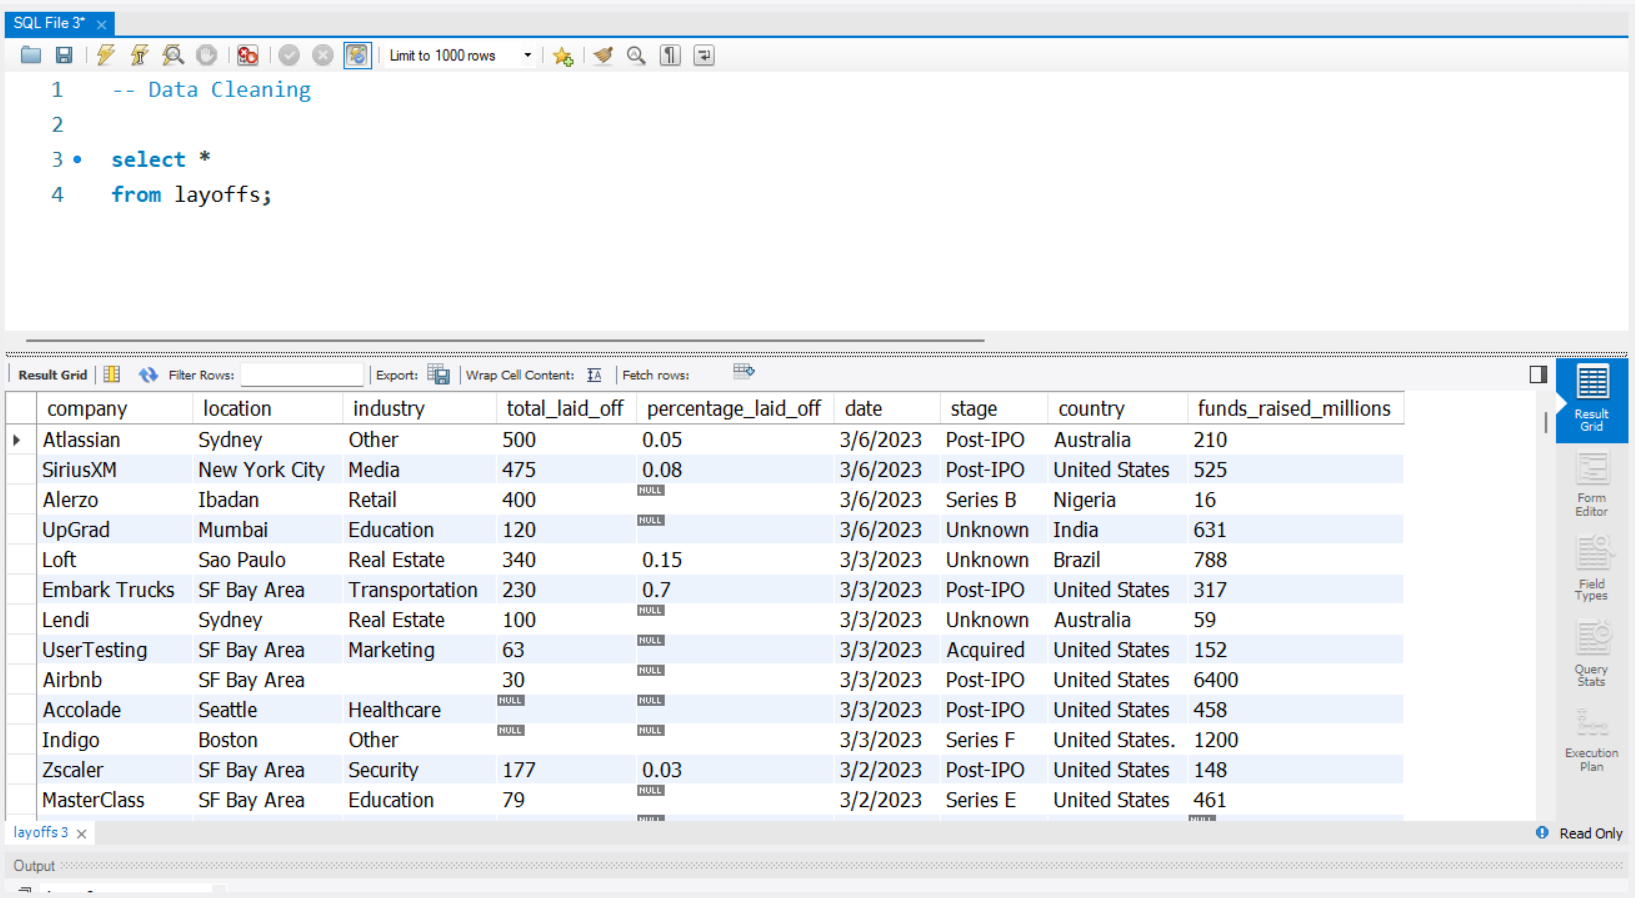 SQL File 3*
Limit to 1000 rows
1 -- Data Cleaning
2
3 select *
4 from layoffs;
Result Grid Filter Rows: Export: Wrap Cell Content: Fetch rows:
company location industry total_laid_off percentage_laid_off date stage country funds_raised_millions
Atlassian Sydney Other 500 0.05 3/6/2023 Post-IPO Australia 210
SiriusXM New York City Media 475 0.08 3/6/2023 Post-IPO United States 525
Alerzo Ibadan Retail 400 NULL 3/6/2023 Series B Nigeria 16
UpGrad Mumbai Education 120 NULL 3/6/2023 Unknown India 631
Loft Sao Paulo Real Estate 340 0.15 3/3/2023 Unknown Brazil 788
Embark Trucks SF Bay Area Transportation 230 0.7 3/3/2023 Post-IPO United States 317
Lendi Sydney Real Estate 100 NULL 3/3/2023 Unknown Australia 59
UserTesting SF Bay Area Marketing 63 NULL 3/3/2023 Acquired United States 152
Airbnb SF Bay Area 30 NULL 3/3/2023 Post-IPO United States 6400
Accolade Seattle Healthcare NULL NULL 3/3/2023 Post-IPO United States 458
Indigo Boston Other NULL NULL 3/3/2023 Series F United States. 1200
Zscaler SF Bay Area Security 177 0.03 3/2/2023 Post-IPO United States 148
MasterClass SF Bay Area Education 79 NULL 3/2/2023 Series E United States 461
Result
Grid
Form
Editor
Field
Types
Query
Stats
Execution
Plan
layoffs 3
Read Only
Output